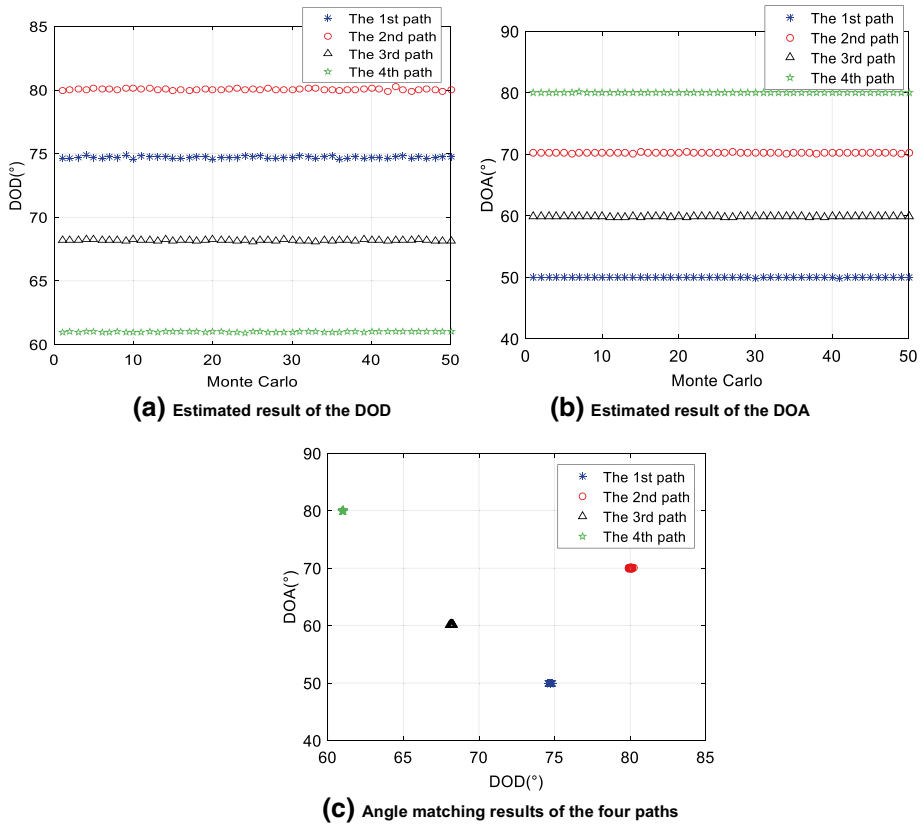 The 1st path
The 2nd path
The 3rd path
The 4th path
85
80
75
70
65
60
DOD(°)
0 10 20 30 40 50
Monte Carlo
(a) Estimated result of the DOD
The 1st path
The 2nd path
The 3rd path
The 4th path
90
80
70
60
50
40
DOA(°)
0 10 20 30 40 50
Monte Carlo
(b) Estimated result of the DOA
The 1st path
The 2nd path
The 3rd path
The 4th path
90
80
70
60
50
40
DOA(°)
60 65 70 75 80 85
DOD(°)
(c) Angle matching results of the four paths